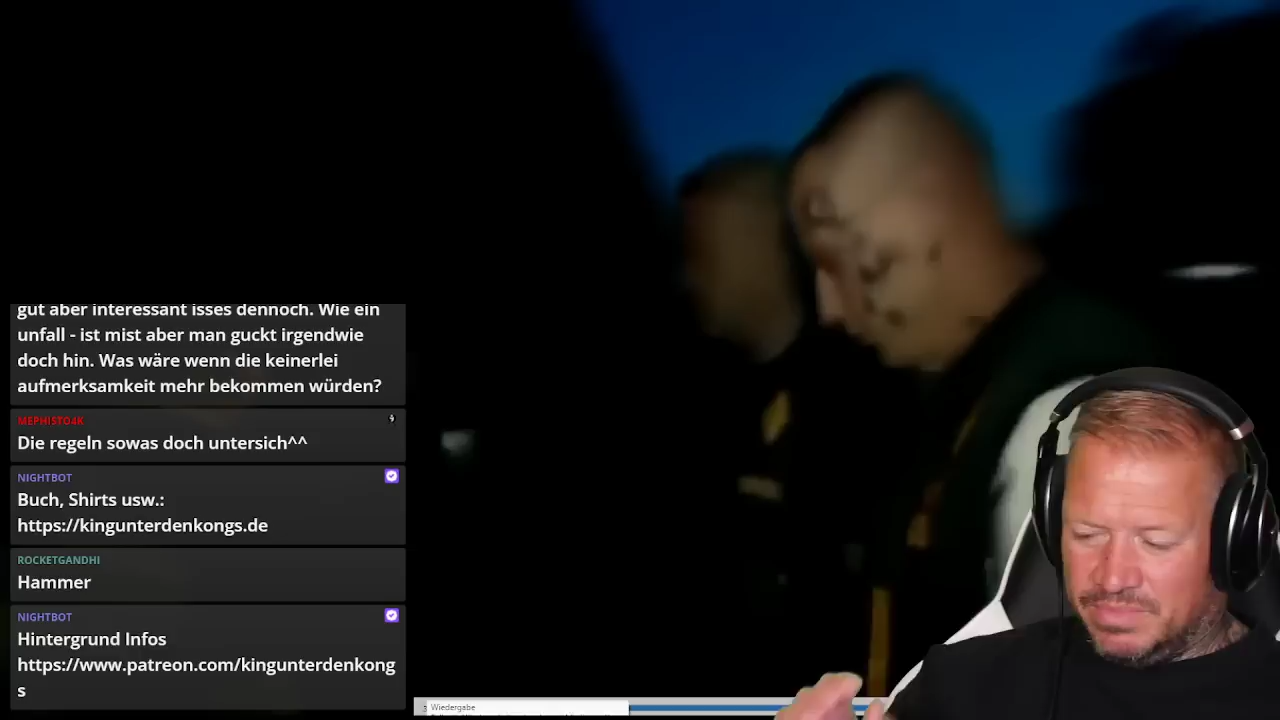 gut aber interessant isses dennoch. Wie ein
unfall - ist mist aber man guckt irgendwie
doch hin. Was wäre wenn die keinerlei
aufmerksamkeit mehr bekommen würden?
MEPHISTO4K
Die regeln sowas doch untersich^^
NIGHTBOT
Buch, Shirts usw.:
https://kingunterdenkongs.de
ROCKETGANDHI
Hammer
NIGHTBOT
Hintergrund Infos
https://www.patreon.com/kingunterdenkong
s
Wiedergabe